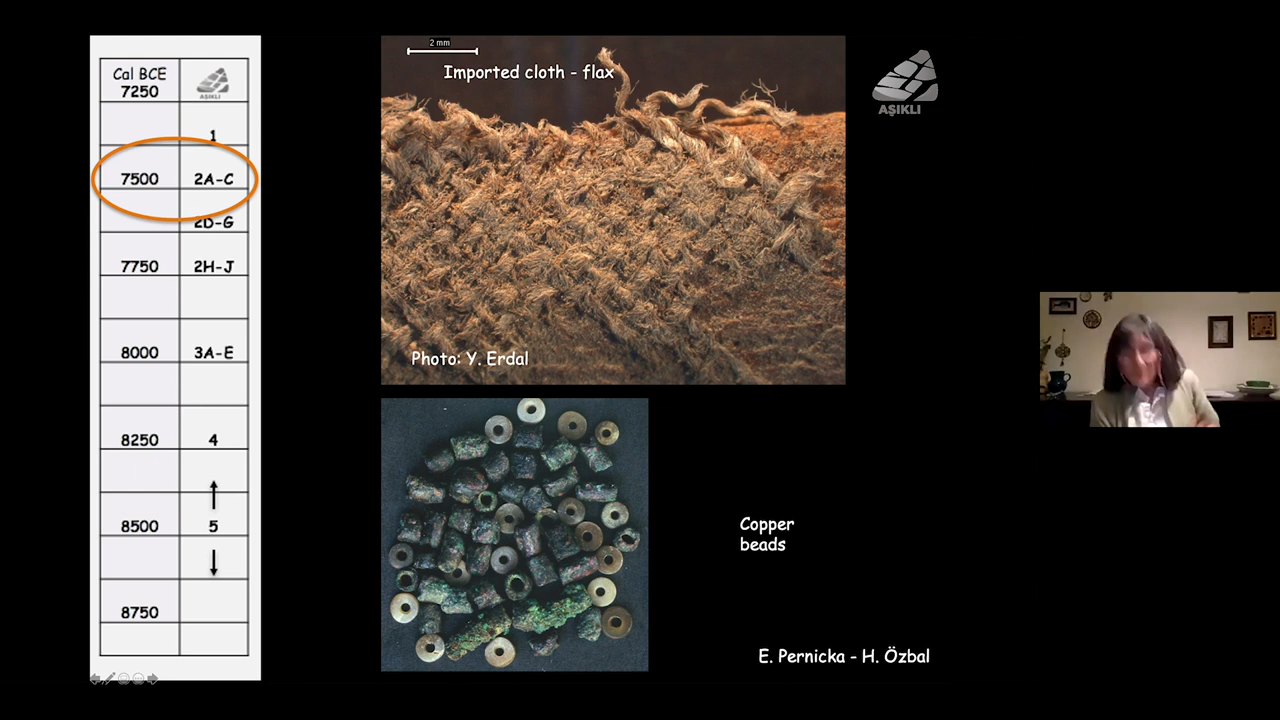 Cal BCE
7250
AŞIKLI
1
7500 2A-C
2D-G
7750 2H-J
8000 3A-E
8250 4
8500 5
8750
2 mm
Imported cloth - flax
Photo: Y. Erdal
AŞIKLI
Copper
beads
E. Pernicka - H. Özbal